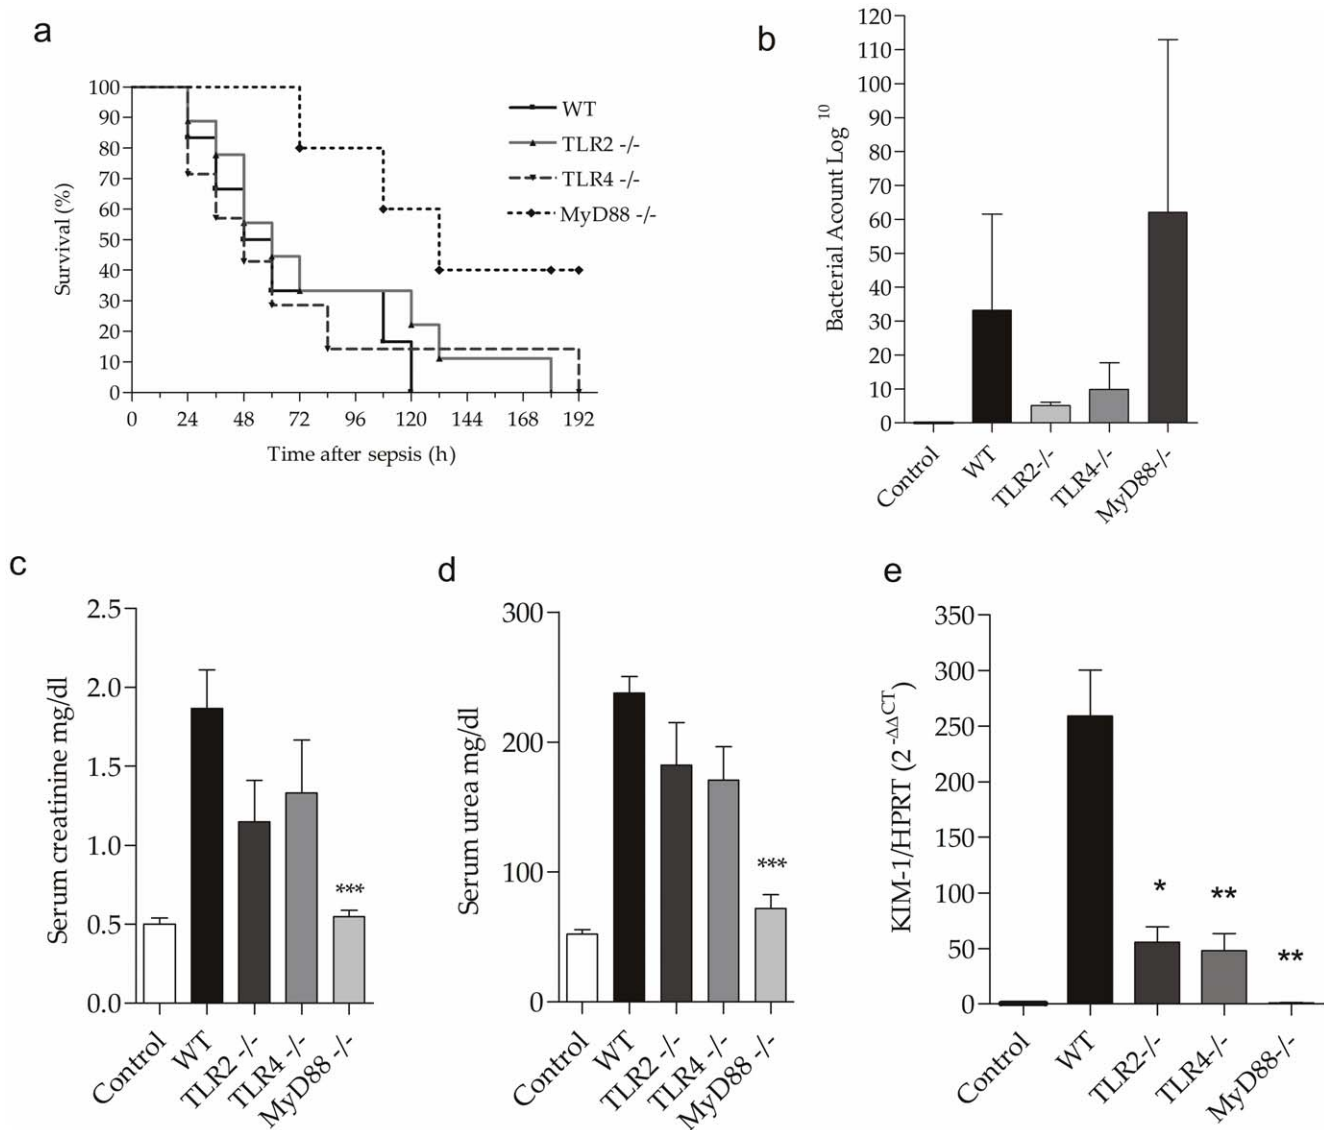 a
100
90
80
70
60
50
40
30
20
10
0
Survival (%)
0 24 48 72 96 120 144 168 192
Time after sepsis (h)
WT
TLR2 -/-
TLR4 -/-
MyD88 -/-
b
120
110
100
90
80
70
60
50
40
30
20
10
0
Bacterial Acount Log 10
Control
WT
TLR2-/-
TLR4-/-
MyD88-/-
c
2.5
2.0
1.5
1.0
0.5
0.0
Serum creatinine mg/dl
***
Control
WT
TLR2 -/-
TLR4 -/-
MyD88 -/-
d
300
200
100
0
Serum urea mg/dl
***
Control
WT
TLR2 -/-
TLR4 -/-
MyD88 -/-
e
350
300
250
200
150
100
50
0
KIM-1/HPRT (2 -ΔΔCT)
*
**
**
Control
WT
TLR2-/-
TLR4-/-
MyD88-/-